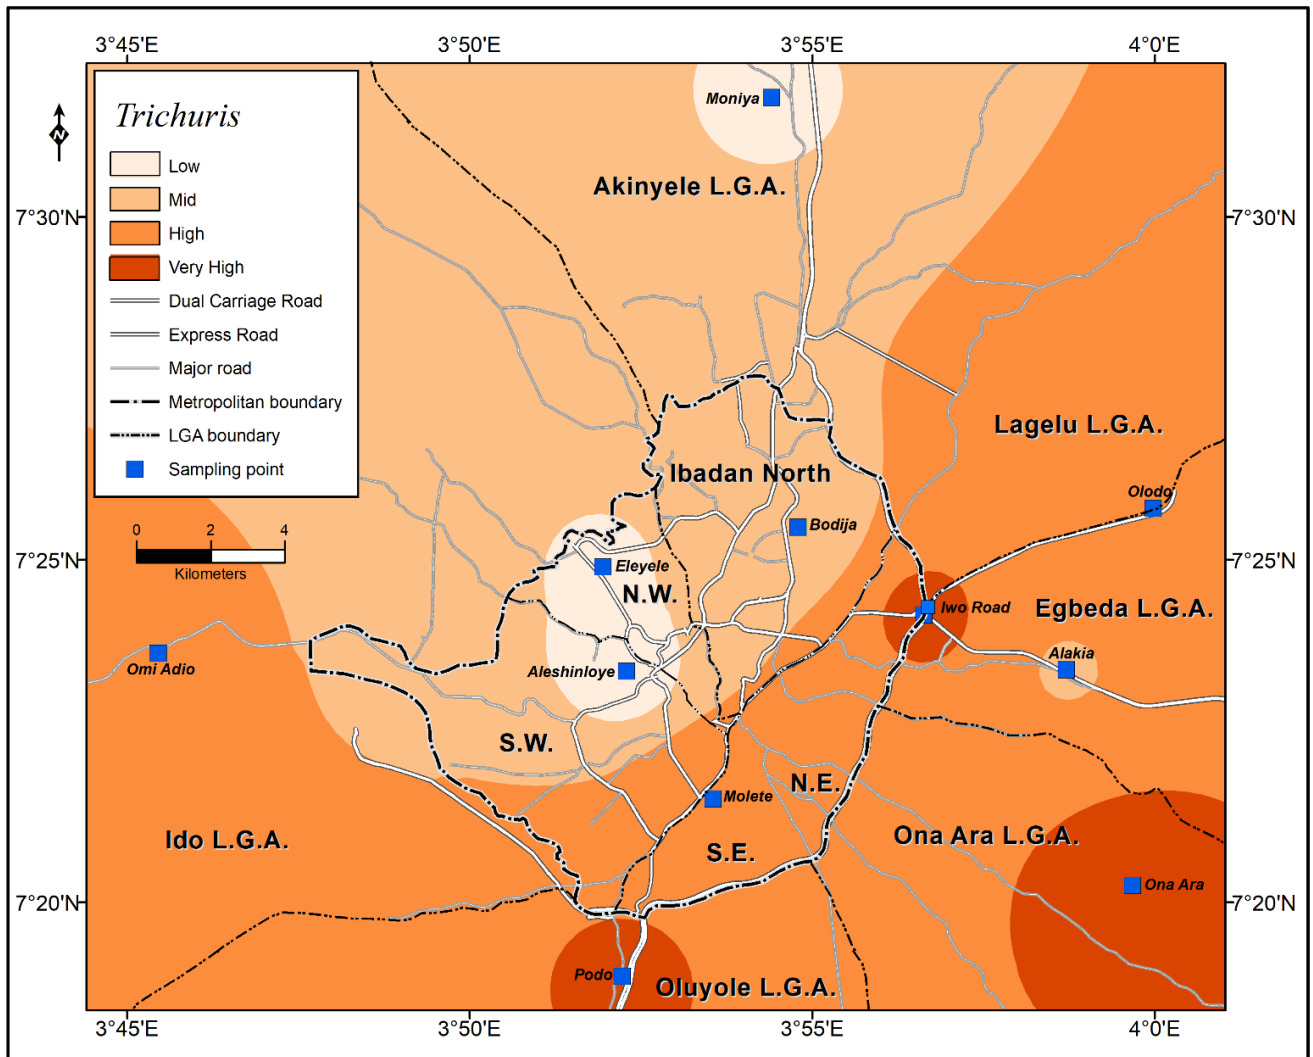 3°45'E 3°50'E 3°55'E 4°0'E
Trichuris
Low
Mid
High
Very High
Dual Carriage Road
Express Road
Major road
Metropolitan boundary
LGA boundary
Sampling point
N
Moniya
Akinyele L.G.A.
7°30'N 7°30'N
Lagelu L.G.A.
Ibadan North
Olodo
Bodija
0 2 4
Kilometers
7°25'N 7°25'N
Eleyele
N.W.
Iwo Road
Egbeda L.G.A.
Omi Adio
Aleshinloye
Alakia
S.W.
N.E.
Molete
Ido L.G.A.
S.E.
Ona Ara L.G.A.
Ona Ara
7°20'N 7°20'N
Podo
Oluyole L.G.A.
3°45'E 3°50'E 3°55'E 4°0'E